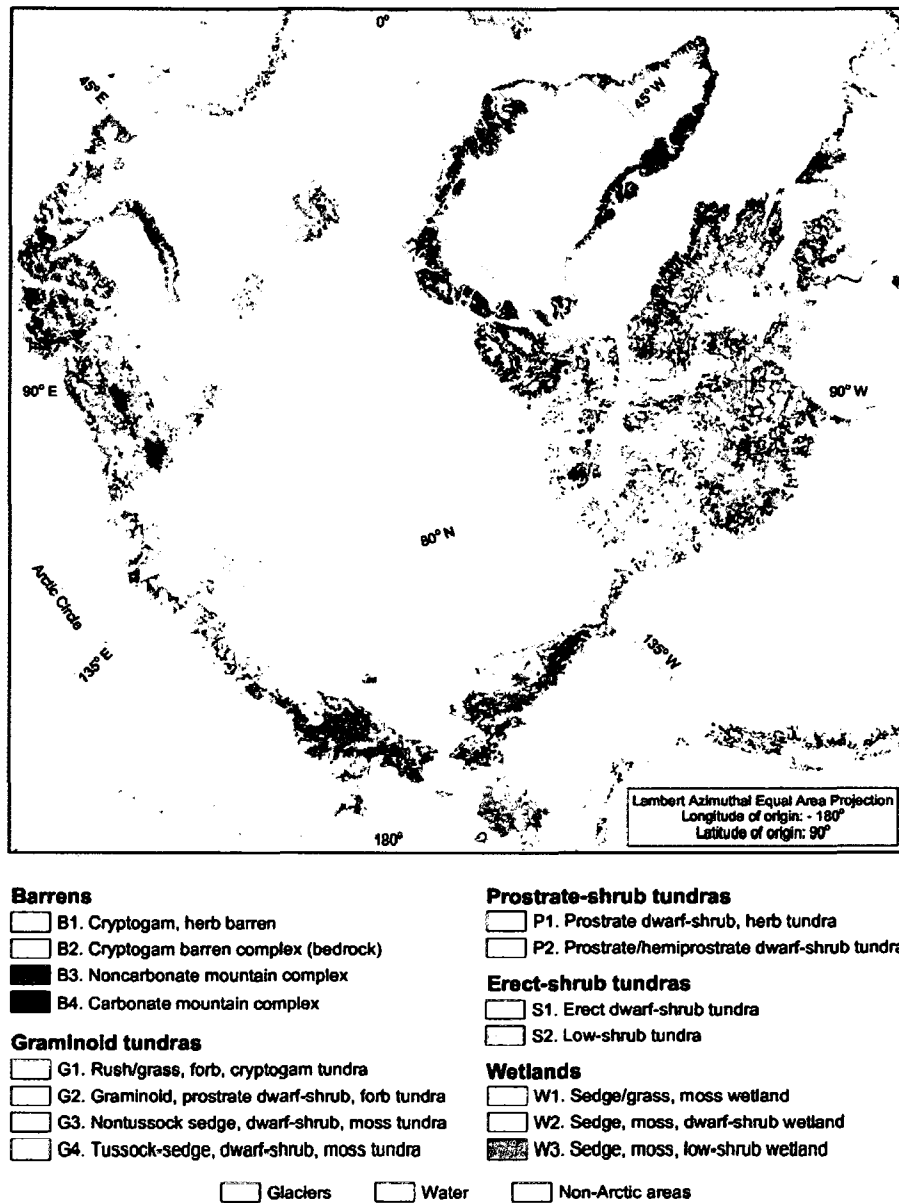 0°
45° E
45° W
90° E
90° W
80° N
Arctic Circle
135° E
135° W
180°
Lambert Azimuthal Equal Area Projection
Longitude of origin: - 180°
Latitude of origin: 90°
Barrens
B1. Cryptogam, herb barren
B2. Cryptogam barren complex (bedrock)
B3. Noncarbonate mountain complex
B4. Carbonate mountain complex
Graminoid tundras
G1. Rush/grass, forb, cryptogam tundra
G2. Graminoid, prostrate dwarf-shrub, forb tundra
G3. Nontussock sedge, dwarf-shrub, moss tundra
G4. Tussock-sedge, dwarf-shrub, moss tundra
Prostrate-shrub tundras
P1. Prostrate dwarf-shrub, herb tundra
P2. Prostrate/hemiprostrate dwarf-shrub tundra
Erect-shrub tundras
S1. Erect dwarf-shrub tundra
S2. Low-shrub tundra
Wetlands
W1. Sedge/grass, moss wetland
W2. Sedge, moss, dwarf-shrub wetland
W3. Sedge, moss, low-shrub wetland
Glaciers
Water
Non-Arctic areas